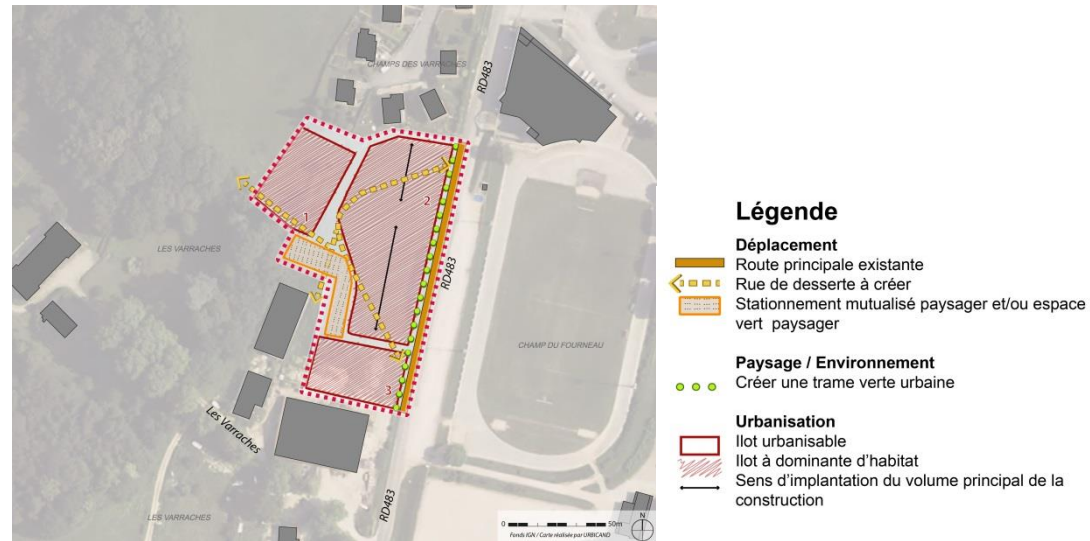 CHAMPS DES VARRACHES
RD483
1
2
LES VARRACHES
RD483
CHAMP DU FOURNEAU
3
Les Varraches
RD483
LES VARRACHES
0 50m
N
Fonds IGN / Carte réalisée par URBICAND
Légende
Déplacement
Route principale existante
Rue de desserte à créer
Stationnement mutualisé paysager et/ou espace
vert paysager
Paysage / Environnement
Créer une trame verte urbaine
Urbanisation
Ilot urbanisable
Ilot à dominante d'habitat
Sens d'implantation du volume principal de la
construction